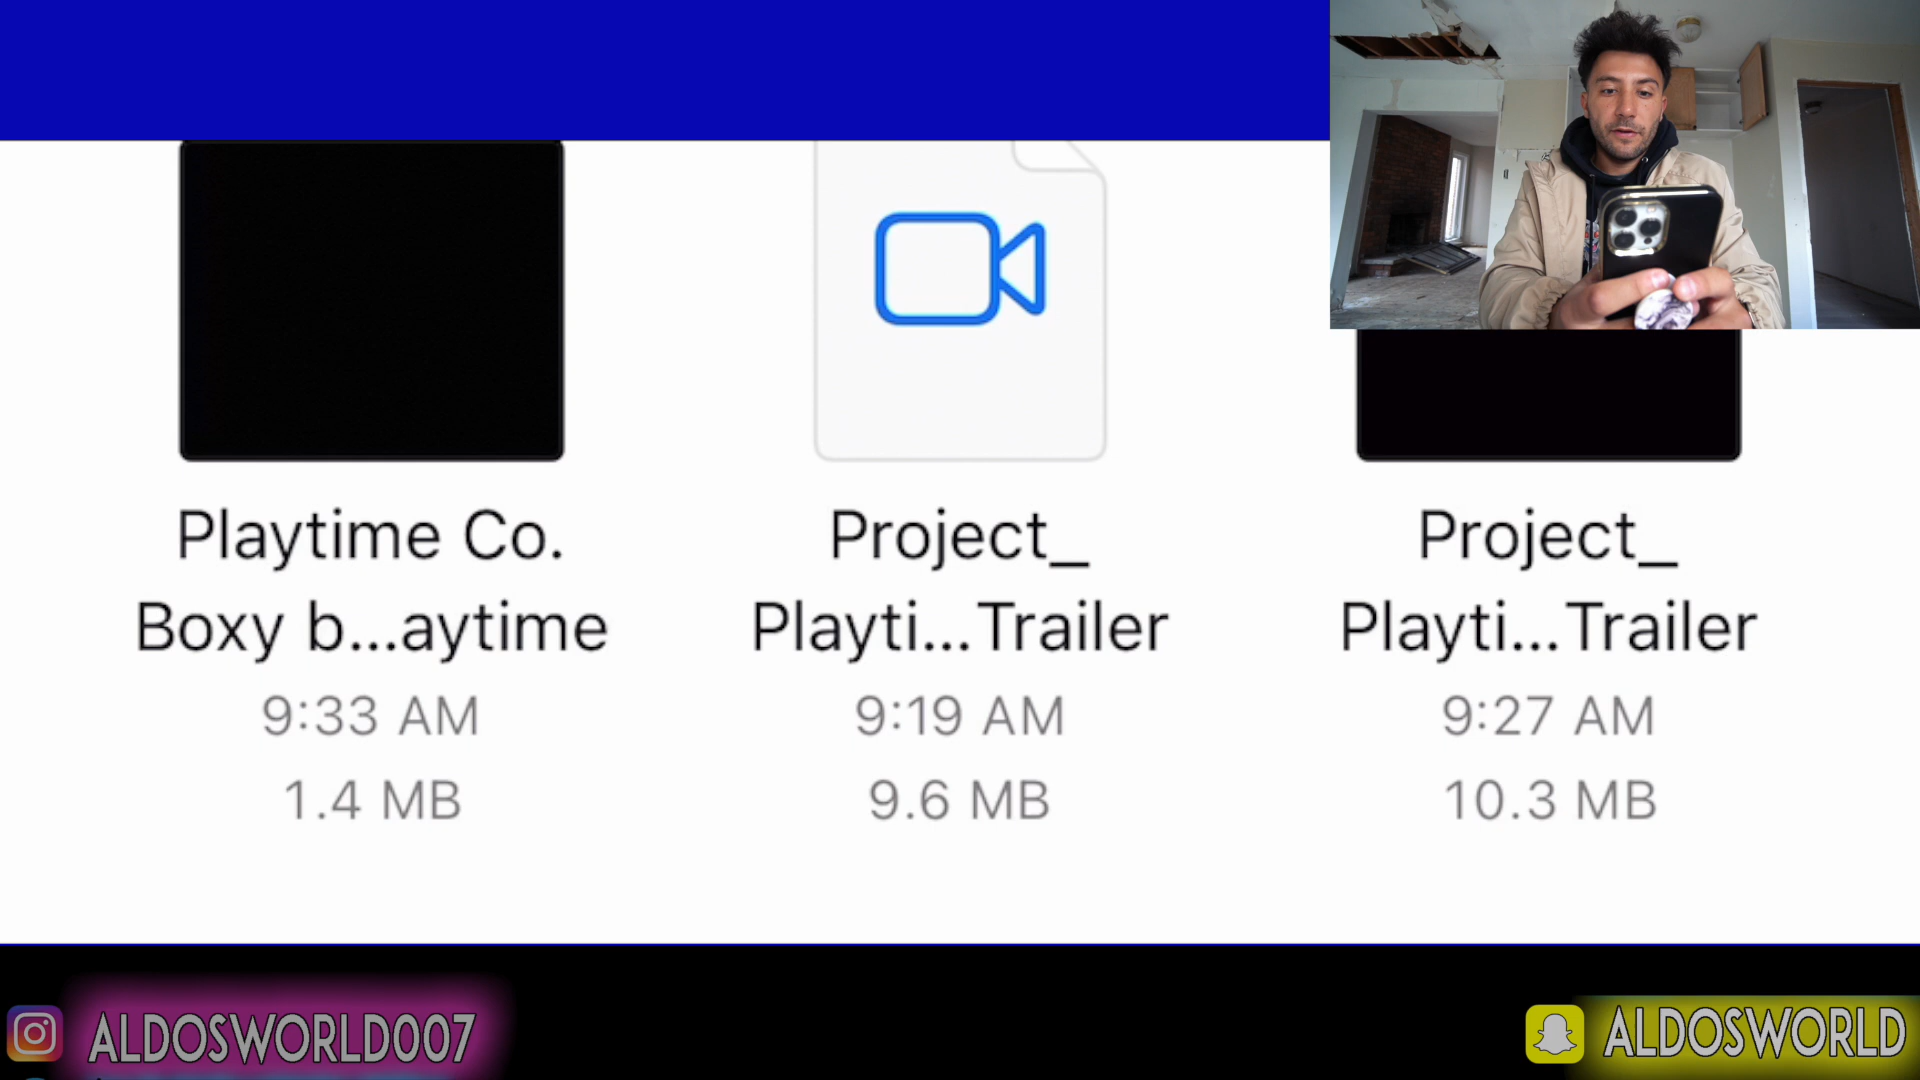 Playtime Co.
Boxy b...aytime
9:33 AM
1.4 MB
Project_
Playti...Trailer
9:19 AM
9.6 MB
Project_
Playti...Trailer
9:27 AM
10.3 MB
ALDOSWORLD007
ALDOSWORLD